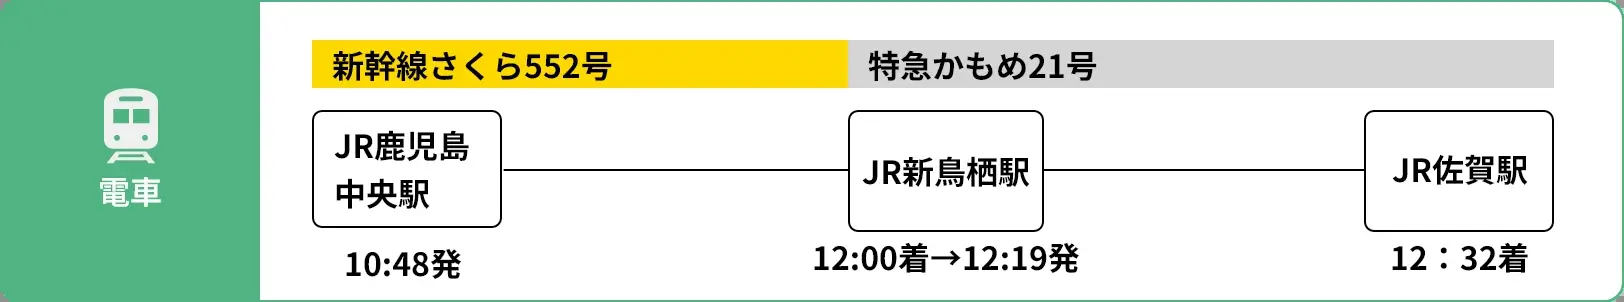 電車
新幹線さくら552号
特急かもめ21号
JR鹿児島
中央駅
JR新鳥栖駅
JR佐賀駅
10:48発
12:00着→12:19発
12：32着